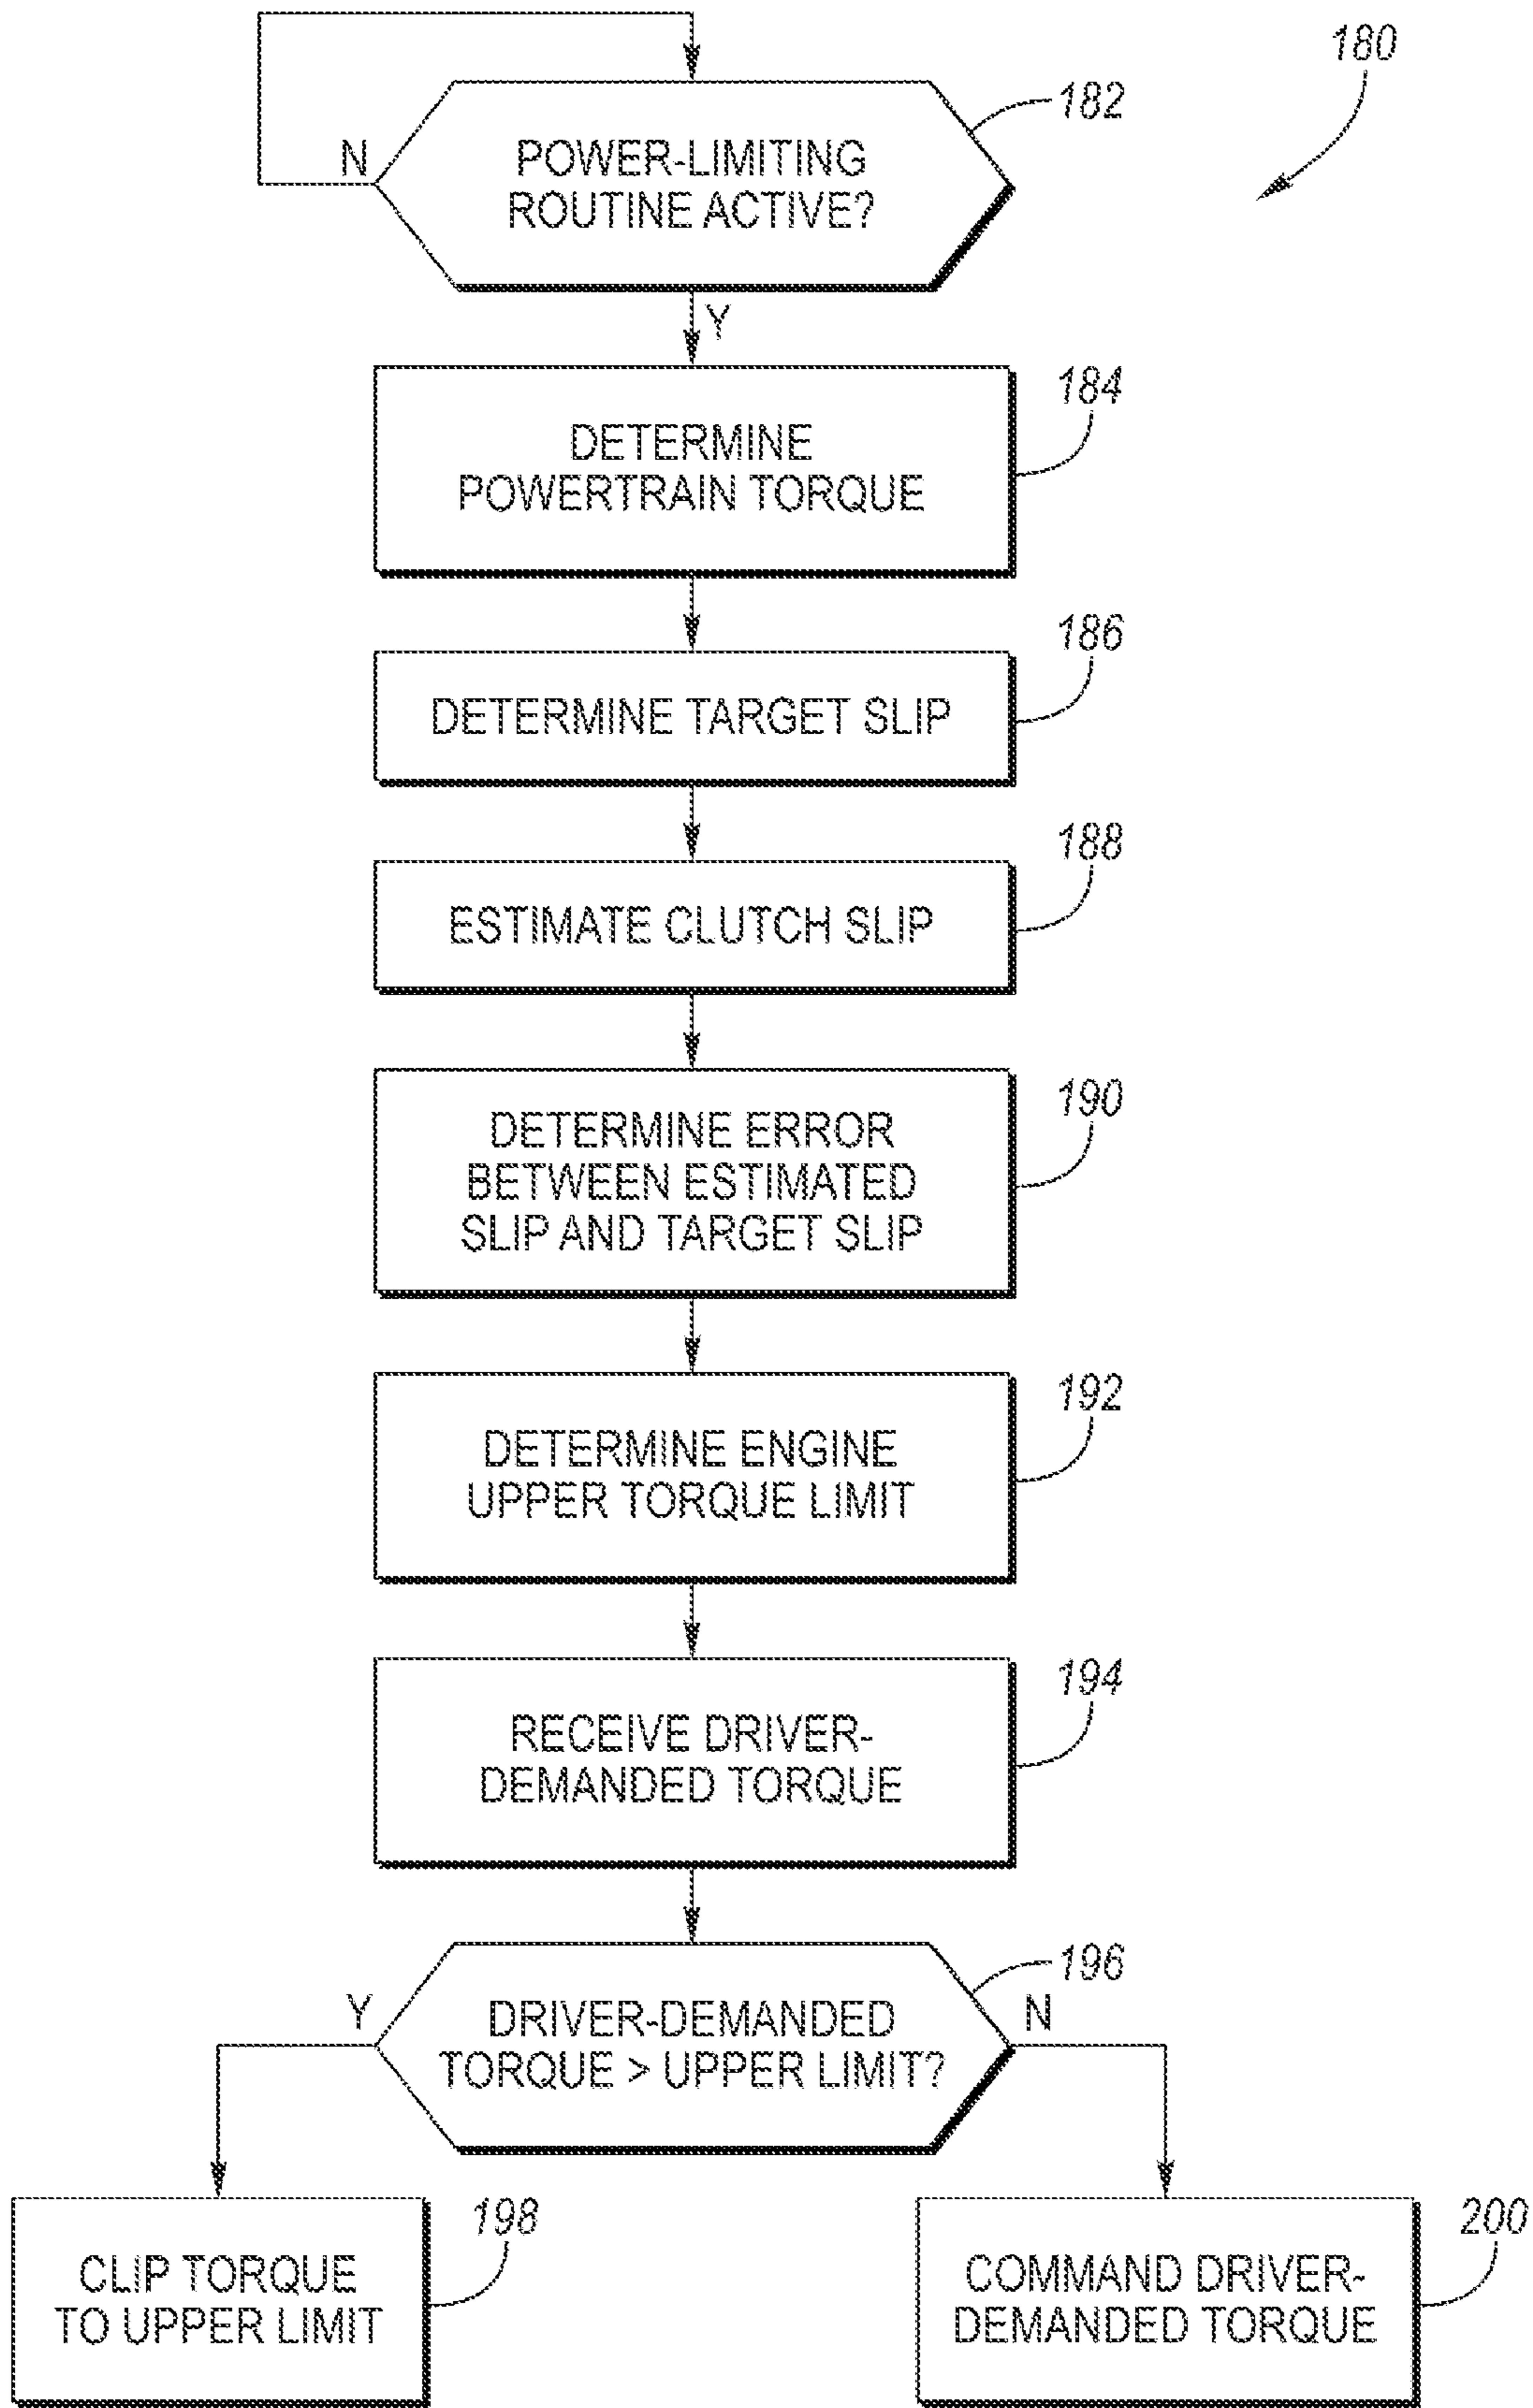 180
182
N
POWER-LIMITING
ROUTINE ACTIVE?
Y
184
DETERMINE
POWERTRAIN TORQUE
186
DETERMINE TARGET SLIP
188
ESTIMATE CLUTCH SLIP
190
DETERMINE ERROR
BETWEEN ESTIMATED
SLIP AND TARGET SLIP
192
DETERMINE ENGINE
UPPER TORQUE LIMIT
194
RECEIVE DRIVER-
DEMANDED TORQUE
196
Y
N
DRIVER-DEMANDED
TORQUE > UPPER LIMIT?
198
200
CLIP TORQUE
TO UPPER LIMIT
COMMAND DRIVER-
DEMANDED TORQUE